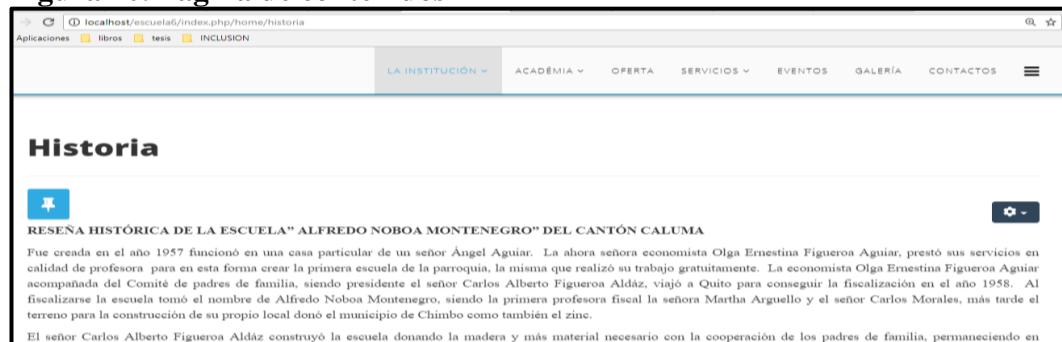 localhost/escuela6/index.php/home/historia
Aplicaciones libros tesis INCLUSION
LA INSTITUCIÓN ACADÉMIA OFERTA SERVICIOS EVENTOS GALERÍA CONTACTOS
Historia
RESEÑA HISTÓRICA DE LA ESCUELA” ALFREDO NOBOA MONTENEGRO” DEL CANTÓN CALUMA
Fue creada en el año 1957 funcionó en una casa particular de un señor Ángel Aguiar. La ahora señora economista Olga Ernestina Figueroa Aguiar, prestó sus servicios en
calidad de profesora para en esta forma crear la primera escuela de la parroquia, la misma que realizó su trabajo gratuitamente. La economista Olga Ernestina Figueroa Aguiar
acompañada del Comité de padres de familia, siendo presidente el señor Carlos Alberto Figueroa Aldáz, viajó a Quito para conseguir la fiscalización en el año 1958. Al
fiscalizarse la escuela tomó el nombre de Alfredo Noboa Montenegro, siendo la primera profesora fiscal la señora Martha Arguello y el señor Carlos Morales, más tarde el
terreno para la construcción de su propio local donó el municipio de Chimbo como también el zinc.
El señor Carlos Alberto Figueroa Aldáz construyó la escuela donando la madera y más material necesario con la cooperación de los padres de familia, permaneciendo en